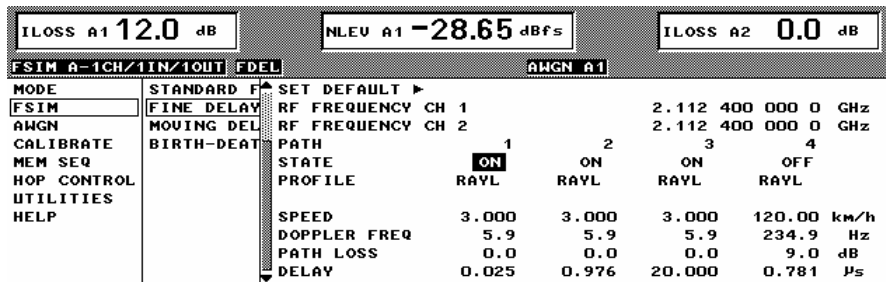 ILOSS A1 12.0 dB NLEV A1 -28.65 dBfs ILOSS A2 0.0 dB
FSIM A-1CH/1IN/1OUT FDEL AWGN A1
MODE STANDARD F SET DEFAULT ▶
FSIM FINE DELAY RF FREQUENCY CH 1 2.112 400 000 0 GHz
AWGN MOVING DEL RF FREQUENCY CH 2 2.112 400 000 0 GHz
CALIBRATE BIRTH-DEAT PATH 1 2 3 4
MEM SEQ STATE ON ON ON OFF
HOP CONTROL PROFILE RAYL RAYL RAYL RAYL
UTILITIES
HELP SPEED 3.000 3.000 3.000 120.00 km/h
DOPPLER FREQ 5.9 5.9 5.9 234.9 Hz
PATH LOSS 0.0 0.0 0.0 9.0 dB
DELAY 0.025 0.976 20.000 0.781 µs